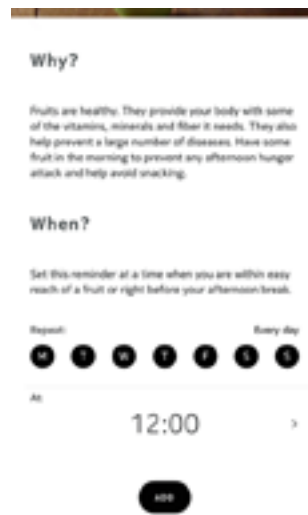 Why?
Fruits are healthy. They provide your body with some
of the vitamins, minerals and fiber it needs. They also
help prevent a large number of diseases. Have some
fruit in the morning to prevent any afternoon hunger
attack and help avoid snacking.
When?
Set this reminder at a time when you are within easy
reach of a fruit or right before your afternoon break.
Repeat: Every day
M T W T F S S
At:
12:00 >
ADD